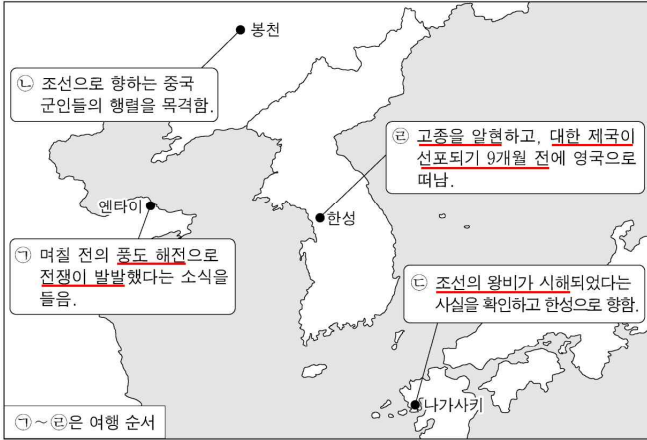 봉천
㉡ 조선으로 향하는 중국
군인들의 행렬을 목격함.
㉣ 고종을 알현하고, 대한 제국이
선포되기 9개월 전에 영국으로
떠남.
옌타이
한성
㉠ 며칠 전의 풍도 해전으로
전쟁이 발발했다는 소식을
들음.
㉢ 조선의 왕비가 시해되었다는
사실을 확인하고 한성으로 향함.
나가사키
㉠~㉣은 여행 순서